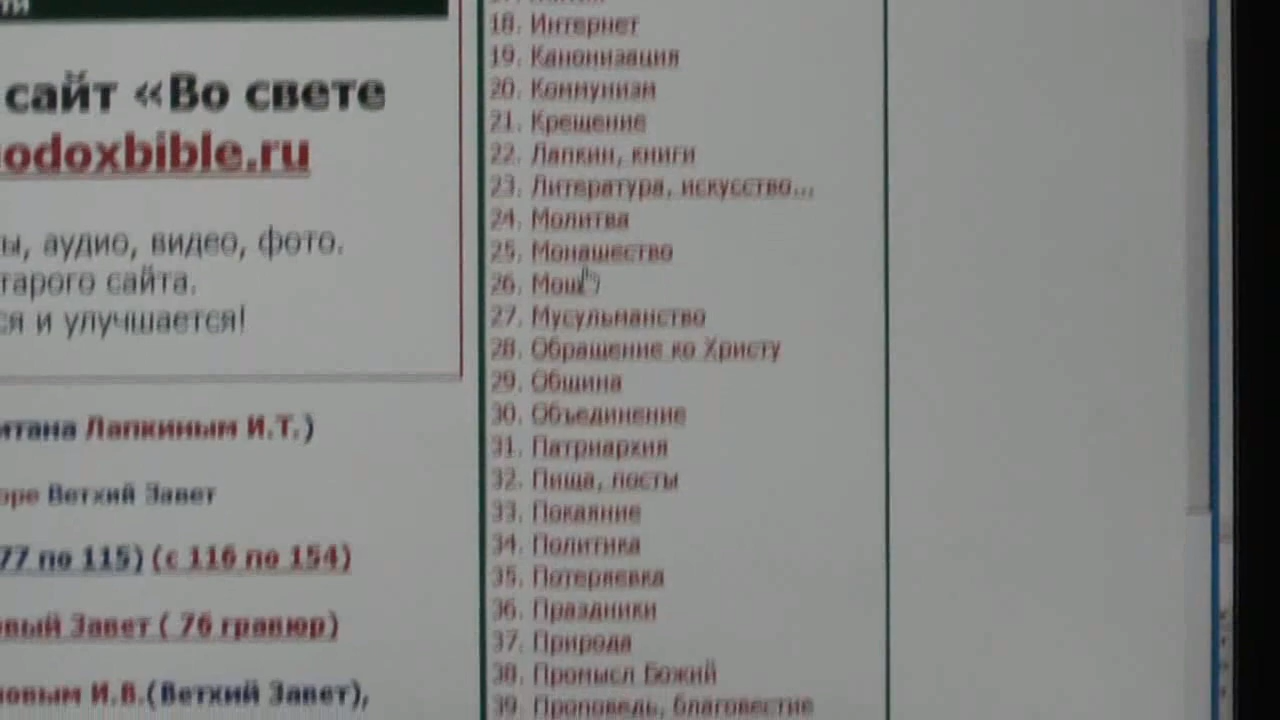 сайт «Во свете
odoxbible.ru
ы, аудио, видео, фото.
тарого сайта.
ся и улучшается!
итана Лапкиным И.Т.)
оре Ветхий Завет
77 по 115) (с 116 по 154)
вый Завет ( 76 гравюр)
овым И.В.(Ветхий Завет),
18. Интернет
19. Канонизация
20. Коммунизм
21. Крещение
22. Лапкин, книги
23. Литература, искусство...
24. Молитва
25. Монашество
26. Мощи
27. Мусульманство
28. Обращение ко Христу
29. Община
30. Объединение
31. Патриархия
32. Пища, посты
33. Покаяние
34. Политика
35. Потеряевка
36. Праздники
37. Природа
38. Промысл Божий
39. Проповедь, благовестие